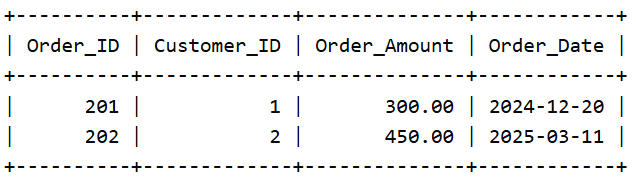 +----------+-------------+--------------+------------+
| Order_ID | Customer_ID | Order_Amount | Order_Date |
+----------+-------------+--------------+------------+
|      201 |           1 |       300.00 | 2024-12-20 |
|      202 |           2 |       450.00 | 2025-03-11 |
+----------+-------------+--------------+------------+